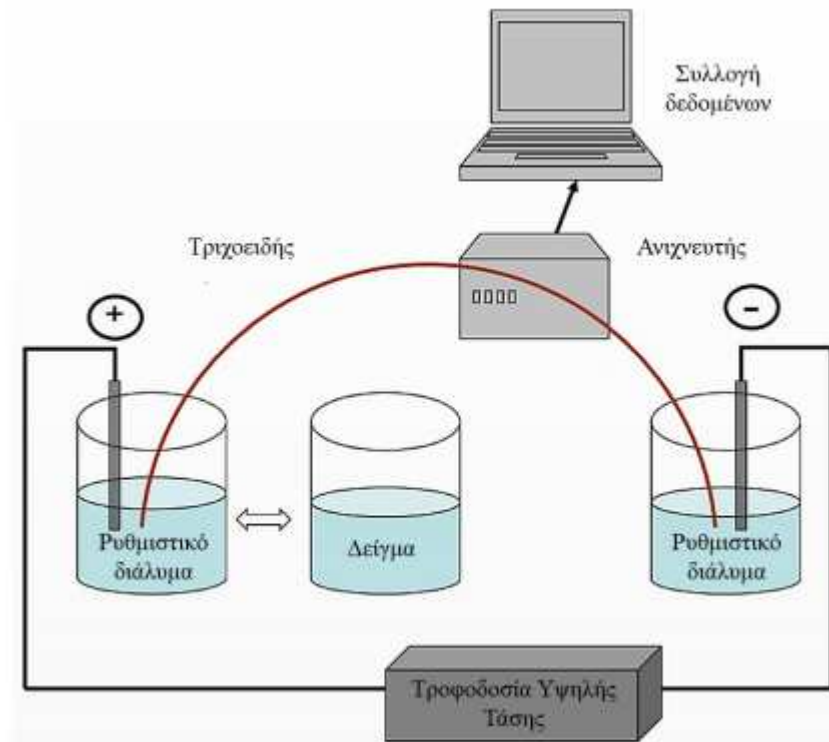 Συλλογή
δεδομένων
Τριχοειδής
Ανιχνευτής
+
-
Ρυθμιστικό
διάλυμα
Δείγμα
Ρυθμιστικό
διάλυμα
Τροφοδοσία Υψηλής
Τάσης